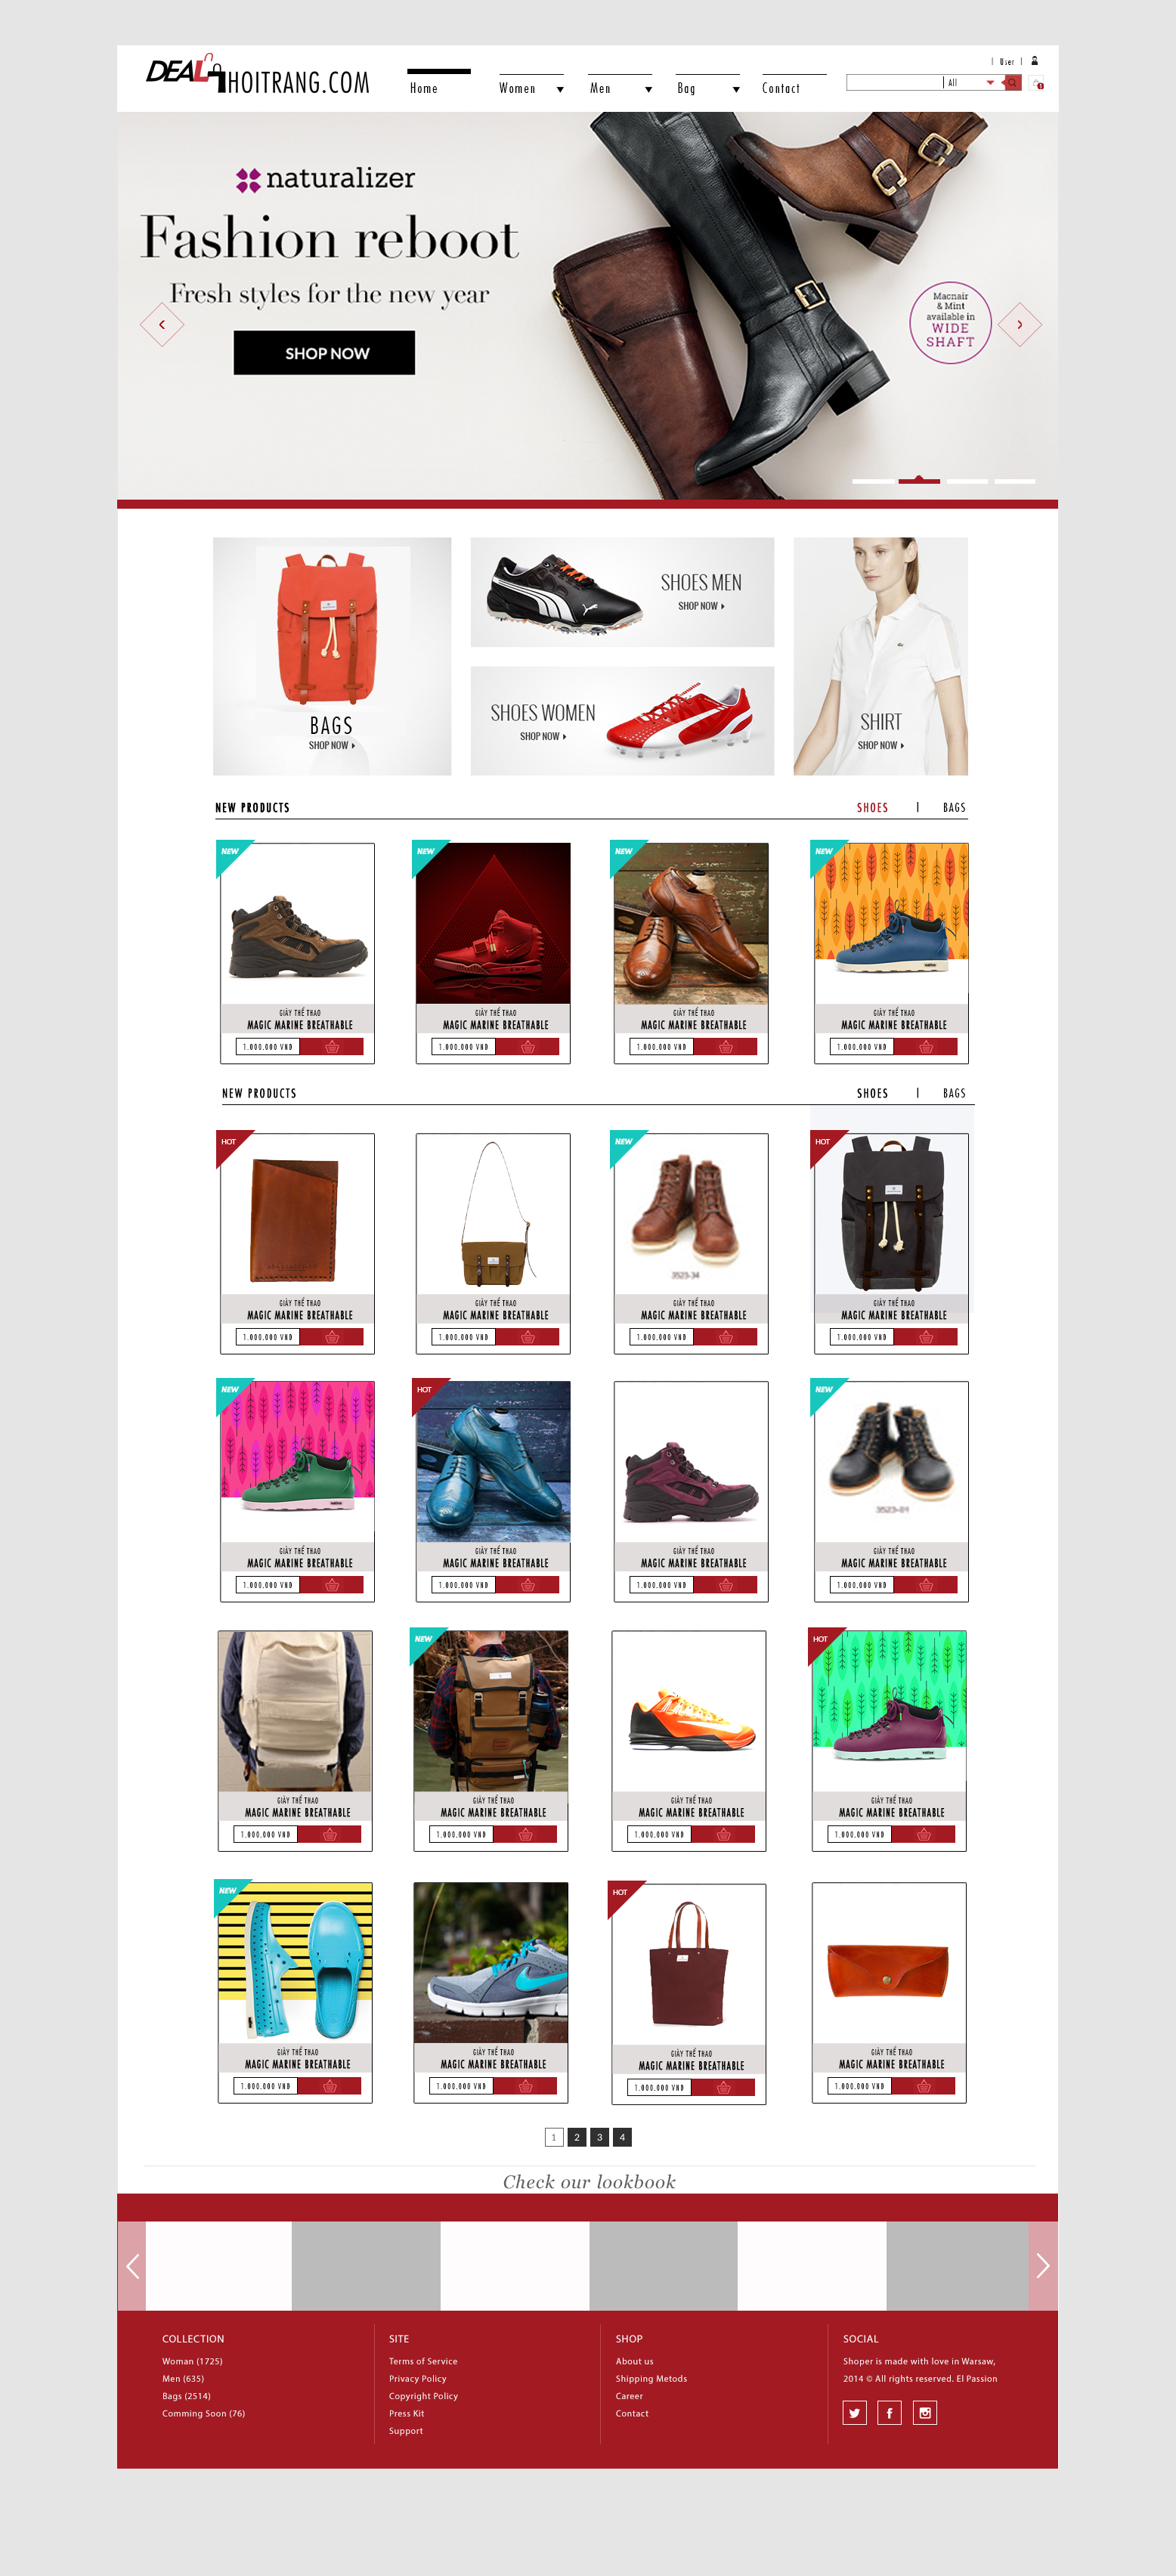 DEAL
THOITRANG.COM
Home
Women
Men
Bag
Contact
| User |
| All
1
naturalizer
Fashion reboot
Fresh styles for the new year
SHOP NOW
Macnair
& Mint
available in
WIDE
SHAFT
BAGS
SHOP NOW
SHOES MEN
SHOP NOW
SHOES WOMEN
SHOP NOW
SHIRT
SHOP NOW
NEW PRODUCTS
SHOES | BAGS
NEW
GIÀY THỂ THAO
MAGIC MARINE BREATHABLE
1.000.000 VND
NEW
GIÀY THỂ THAO
MAGIC MARINE BREATHABLE
1.000.000 VND
NEW
GIÀY THỂ THAO
MAGIC MARINE BREATHABLE
1.000.000 VND
NEW
GIÀY THỂ THAO
MAGIC MARINE BREATHABLE
1.000.000 VND
NEW PRODUCTS
SHOES | BAGS
HOT
GIÀY THỂ THAO
MAGIC MARINE BREATHABLE
1.000.000 VND
GIÀY THỂ THAO
MAGIC MARINE BREATHABLE
1.000.000 VND
NEW
3523-34
GIÀY THỂ THAO
MAGIC MARINE BREATHABLE
1.000.000 VND
HOT
GIÀY THỂ THAO
MAGIC MARINE BREATHABLE
1.000.000 VND
NEW
GIÀY THỂ THAO
MAGIC MARINE BREATHABLE
1.000.000 VND
HOT
GIÀY THỂ THAO
MAGIC MARINE BREATHABLE
1.000.000 VND
GIÀY THỂ THAO
MAGIC MARINE BREATHABLE
1.000.000 VND
NEW
GIÀY THỂ THAO
MAGIC MARINE BREATHABLE
1.000.000 VND
GIÀY THỂ THAO
MAGIC MARINE BREATHABLE
1.000.000 VND
NEW
GIÀY THỂ THAO
MAGIC MARINE BREATHABLE
1.000.000 VND
GIÀY THỂ THAO
MAGIC MARINE BREATHABLE
1.000.000 VND
HOT
GIÀY THỂ THAO
MAGIC MARINE BREATHABLE
1.000.000 VND
NEW
GIÀY THỂ THAO
MAGIC MARINE BREATHABLE
1.000.000 VND
GIÀY THỂ THAO
MAGIC MARINE BREATHABLE
1.000.000 VND
HOT
GIÀY THỂ THAO
MAGIC MARINE BREATHABLE
1.000.000 VND
GIÀY THỂ THAO
MAGIC MARINE BREATHABLE
1.000.000 VND
1 2 3 4
Check our lookbook
COLLECTION
Woman (1725)
Men (635)
Bags (2514)
Comming Soon (76)
SITE
Terms of Service
Privacy Policy
Copyright Policy
Press Kit
Support
SHOP
About us
Shipping Metods
Career
Contact
SOCIAL
Shoper is made with love in Warsaw,
2014 © All rights reserved. El Passion